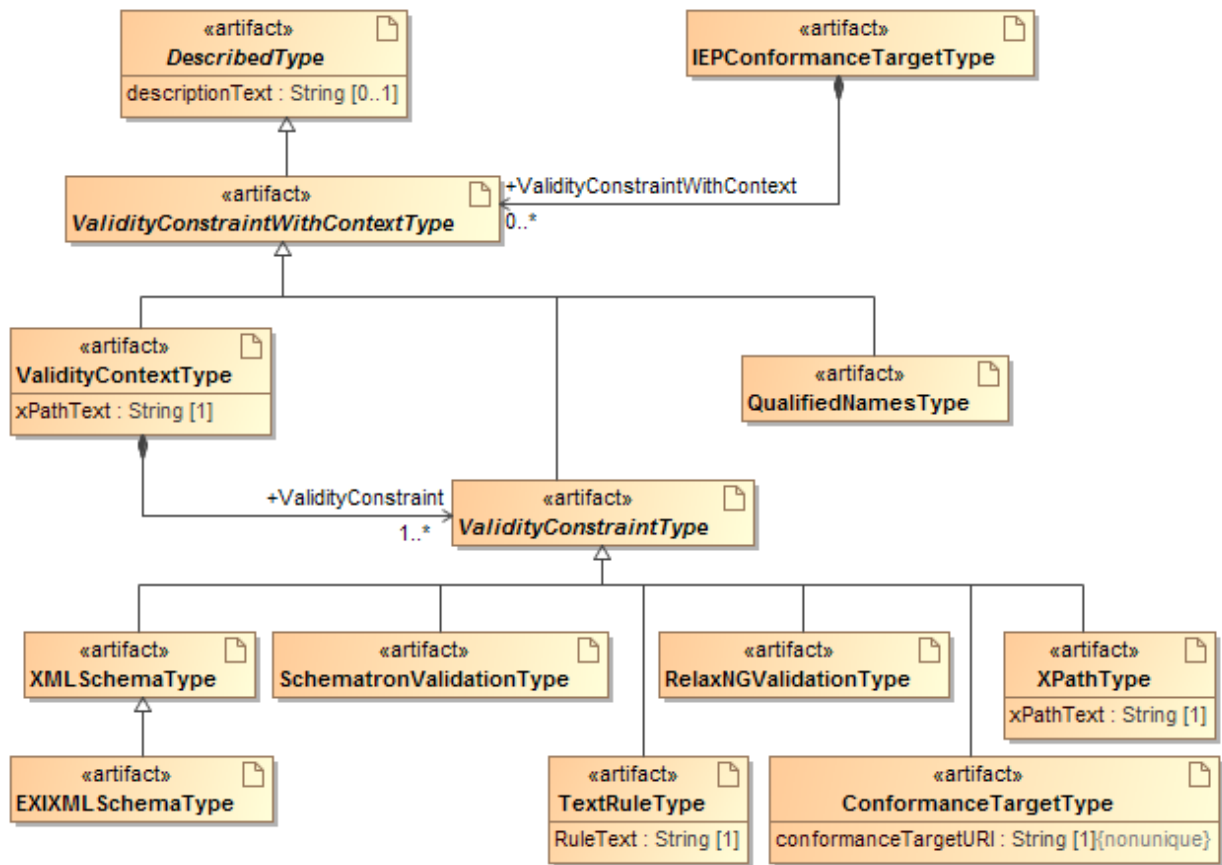 «artifact»
DescribedType
descriptionText : String [0..1]
«artifact»
IEPConformanceTargetType
«artifact»
ValidityConstraintWithContextType
+ValidityConstraintWithContext
0..*
«artifact»
ValidityContextType
xPathText : String [1]
«artifact»
QualifiedNamesType
+ValidityConstraint
1..*
«artifact»
ValidityConstraintType
«artifact»
XMLSchemaType
«artifact»
SchematronValidationType
«artifact»
RelaxNGValidationType
«artifact»
XPathType
xPathText : String [1]
«artifact»
EXIXMLSchemaType
«artifact»
TextRuleType
RuleText : String [1]
«artifact»
ConformanceTargetType
conformanceTargetURI : String [1]{nonunique}